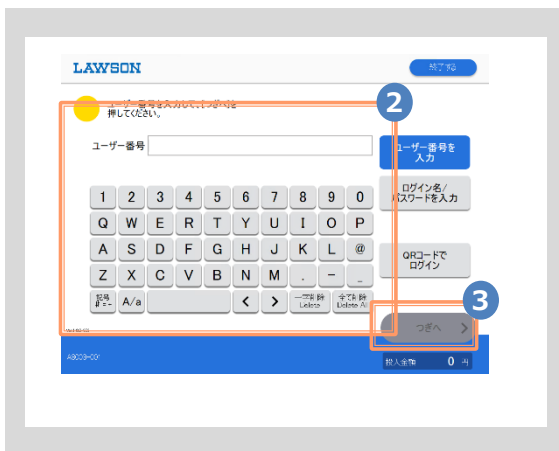 LAWSON
終了する
2
ユーザー番号を入力して、[つぎへ]を
押してください。
ユーザー番号
ユーザー番号を
入力
1 2 3 4 5 6 7 8 9 0
ログイン名/
パスワードを入力
Q W E R T Y U I O P
A S D F G H J K L @
QRコードで
ログイン
Z X C V B N M . - _
記号
A/a < >
一文字削除
Delete
全て削除
Delete All
3
つぎへ >
投入金額 0 円